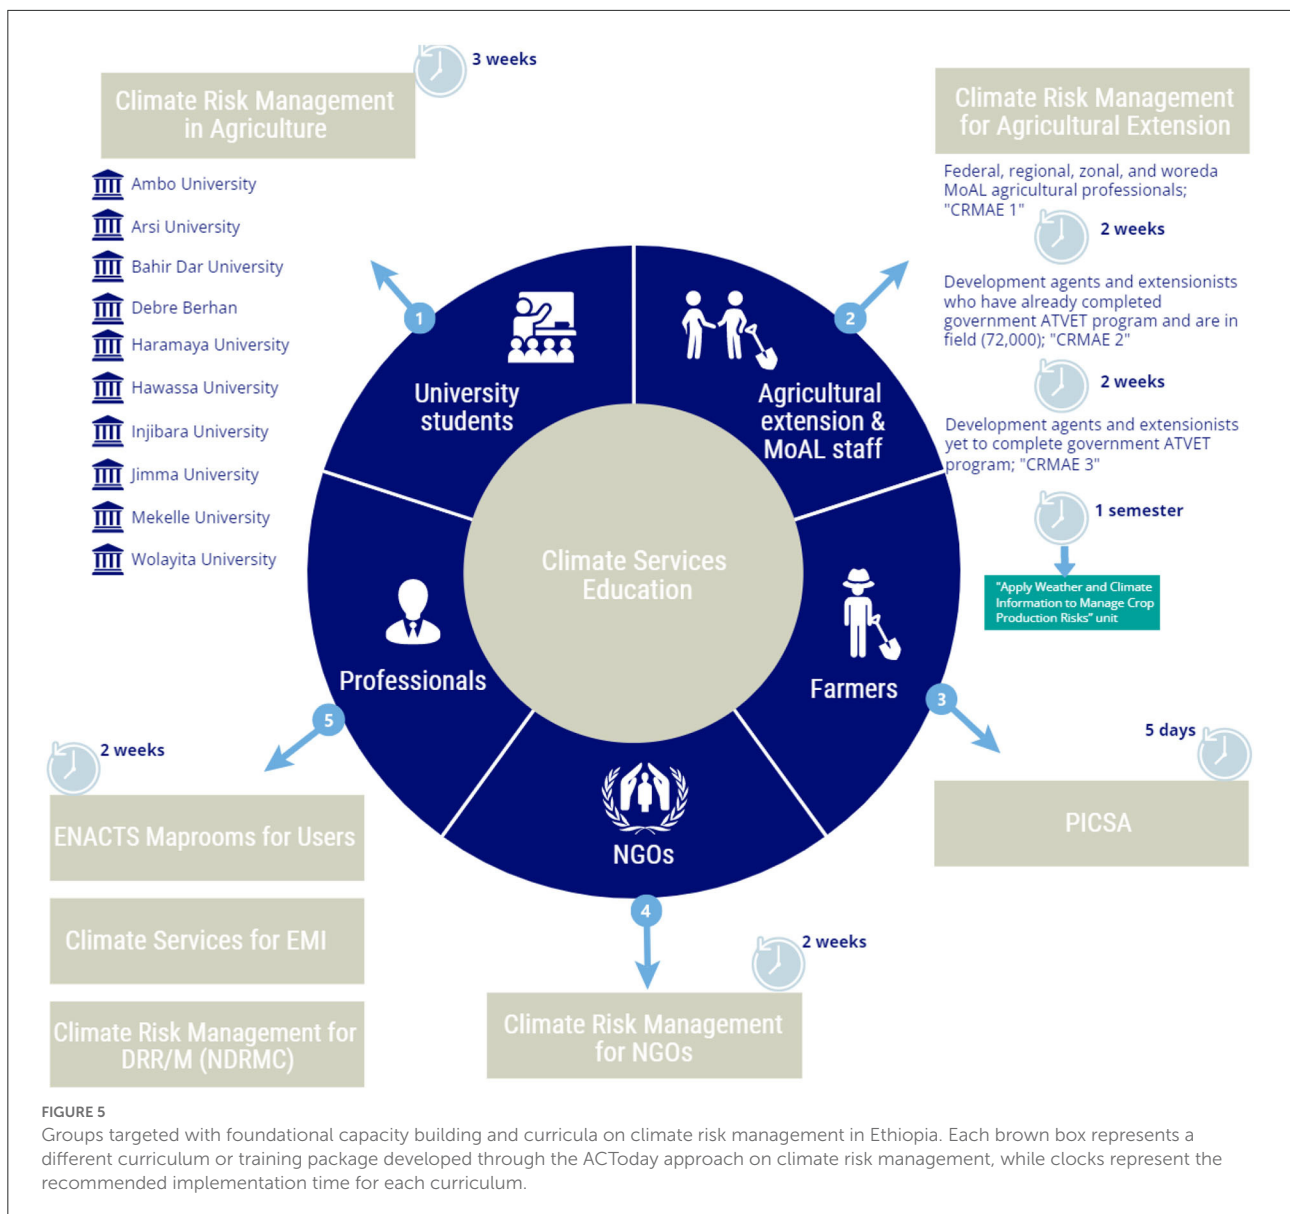 3 weeks
Climate Risk Management
in Agriculture
Ambo University
Arsi University
Bahir Dar University
Debre Berhan
Haramaya University
Hawassa University
Injibara University
Jimma University
Mekelle University
Wolayita University
Climate Risk Management
for Agricultural Extension
Federal, regional, zonal, and woreda
MoAL agricultural professionals;
"CRMAE 1"
2 weeks
Development agents and extensionists
who have already completed
government ATVET program and are in
field (72,000); "CRMAE 2"
2 weeks
Development agents and extensionists
yet to complete government ATVET
program; "CRMAE 3"
1 semester
"Apply Weather and Climate
Information to Manage Crop
Production Risks" unit
1
University
students
2
Agricultural
extension &
MoAL staff
Climate Services
Education
Professionals
5
Farmers
3
NGOs
4
5 days
PICSA
2 weeks
ENACTS Maprooms for Users
Climate Services for EMI
Climate Risk Management for
DRR/M (NDRMC)
2 weeks
Climate Risk Management
for NGOs
FIGURE 5
Groups targeted with foundational capacity building and curricula on climate risk management in Ethiopia. Each brown box represents a
different curriculum or training package developed through the ACToday approach on climate risk management, while clocks represent the
recommended implementation time for each curriculum.